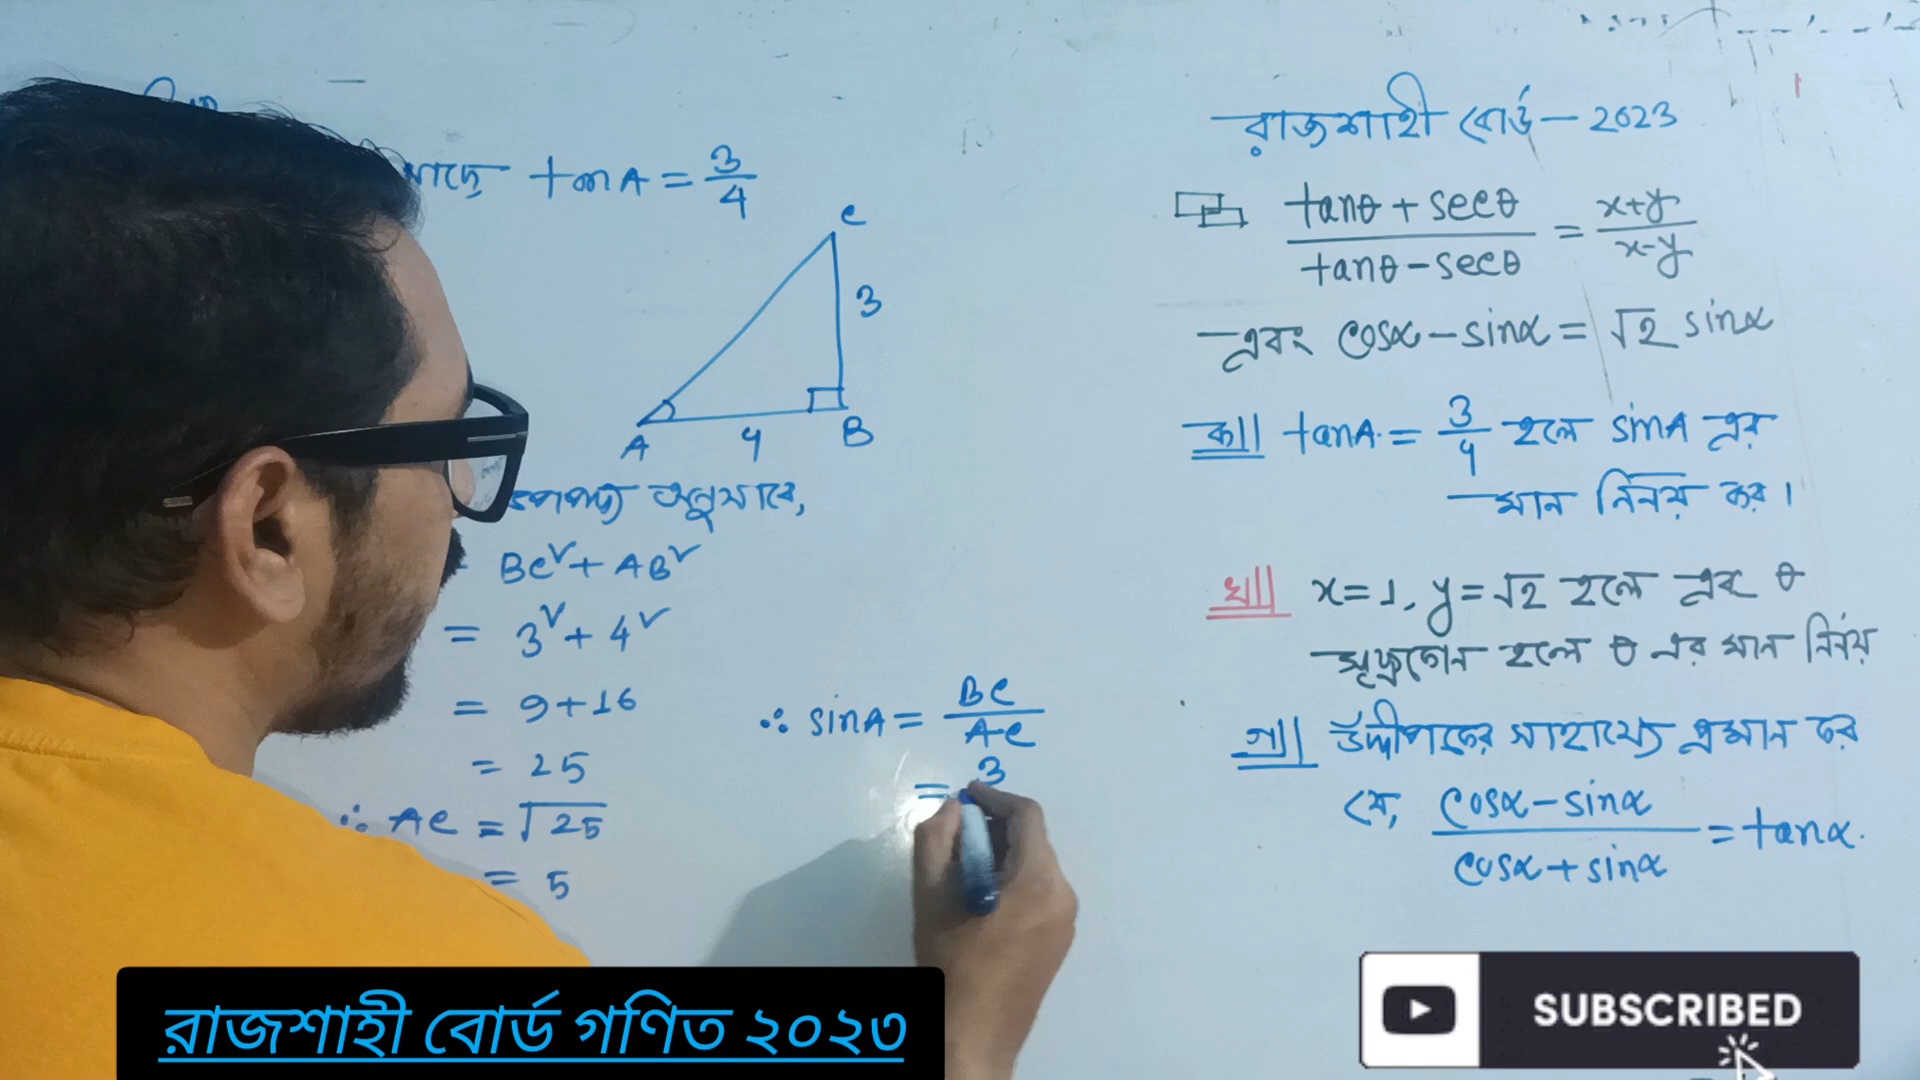 tanA = 3/4
C
3
A 4 B
অনুসারে,
BC² + AB²
= 3² + 4²
= 9+16
= 25
∴ AC = √25
= 5
∴ sinA = BC/AC
= 3
রাজশাহী বোর্ড – 2023
(tanθ + secθ)/(tanθ - secθ) = (x+y)/(x-y)
এবং cosα - sinα = √2 sinα
ক।। tanA = 3/4 হলে sinA এর
মান নির্নয় কর।
খ।। x=1, y=√2 হলে এবং θ
সূক্ষ্মকোন হলে θ এর মান নির্নয়
গ।। উদ্দীপকের সাহায্যে প্রমান কর
যে, (cosα - sinα)/(cosα + sinα) = tanα.
রাজশাহী বোর্ড গণিত ২০২৩
SUBSCRIBED